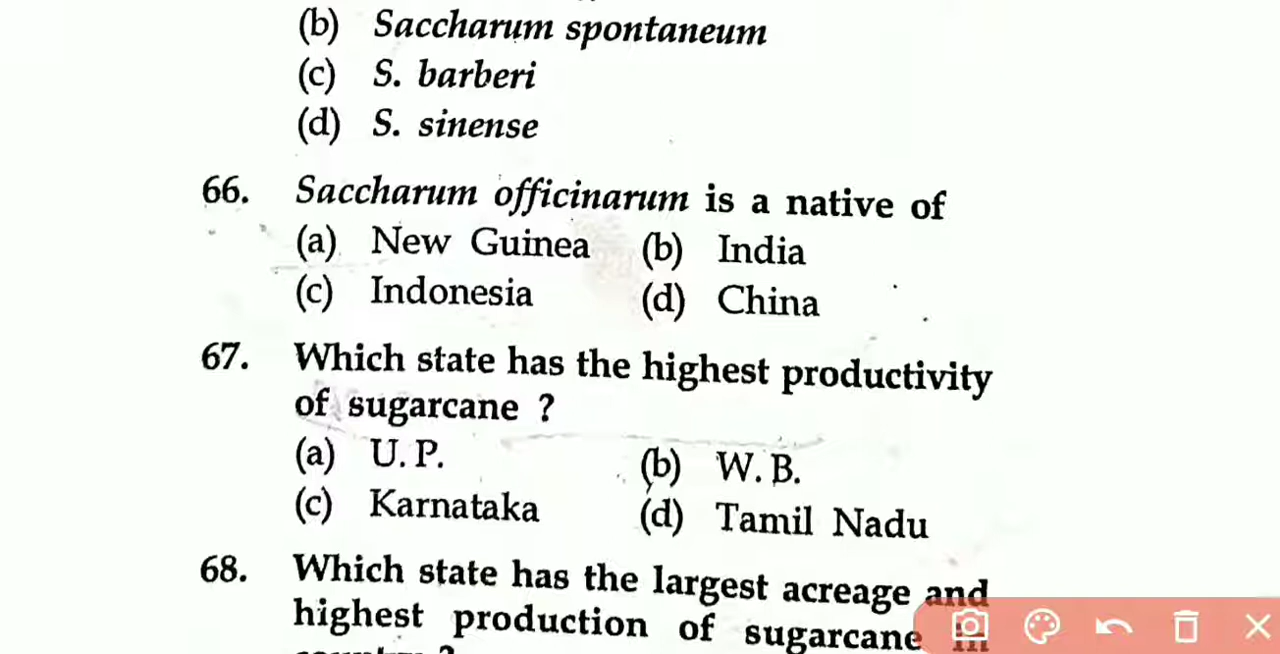 (b) Saccharum spontaneum
(c) S. barberi
(d) S. sinense
66. Saccharum officinarum is a native of
(a) New Guinea (b) India
(c) Indonesia (d) China
67. Which state has the highest productivity
of sugarcane ?
(a) U. P. (b) W. B.
(c) Karnataka (d) Tamil Nadu
68. Which state has the largest acreage and
highest production of sugarcane in